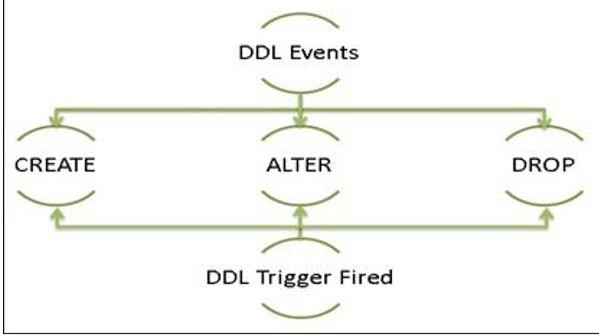 DDL Events
CREATE
ALTER
DROP
DDL Trigger Fired